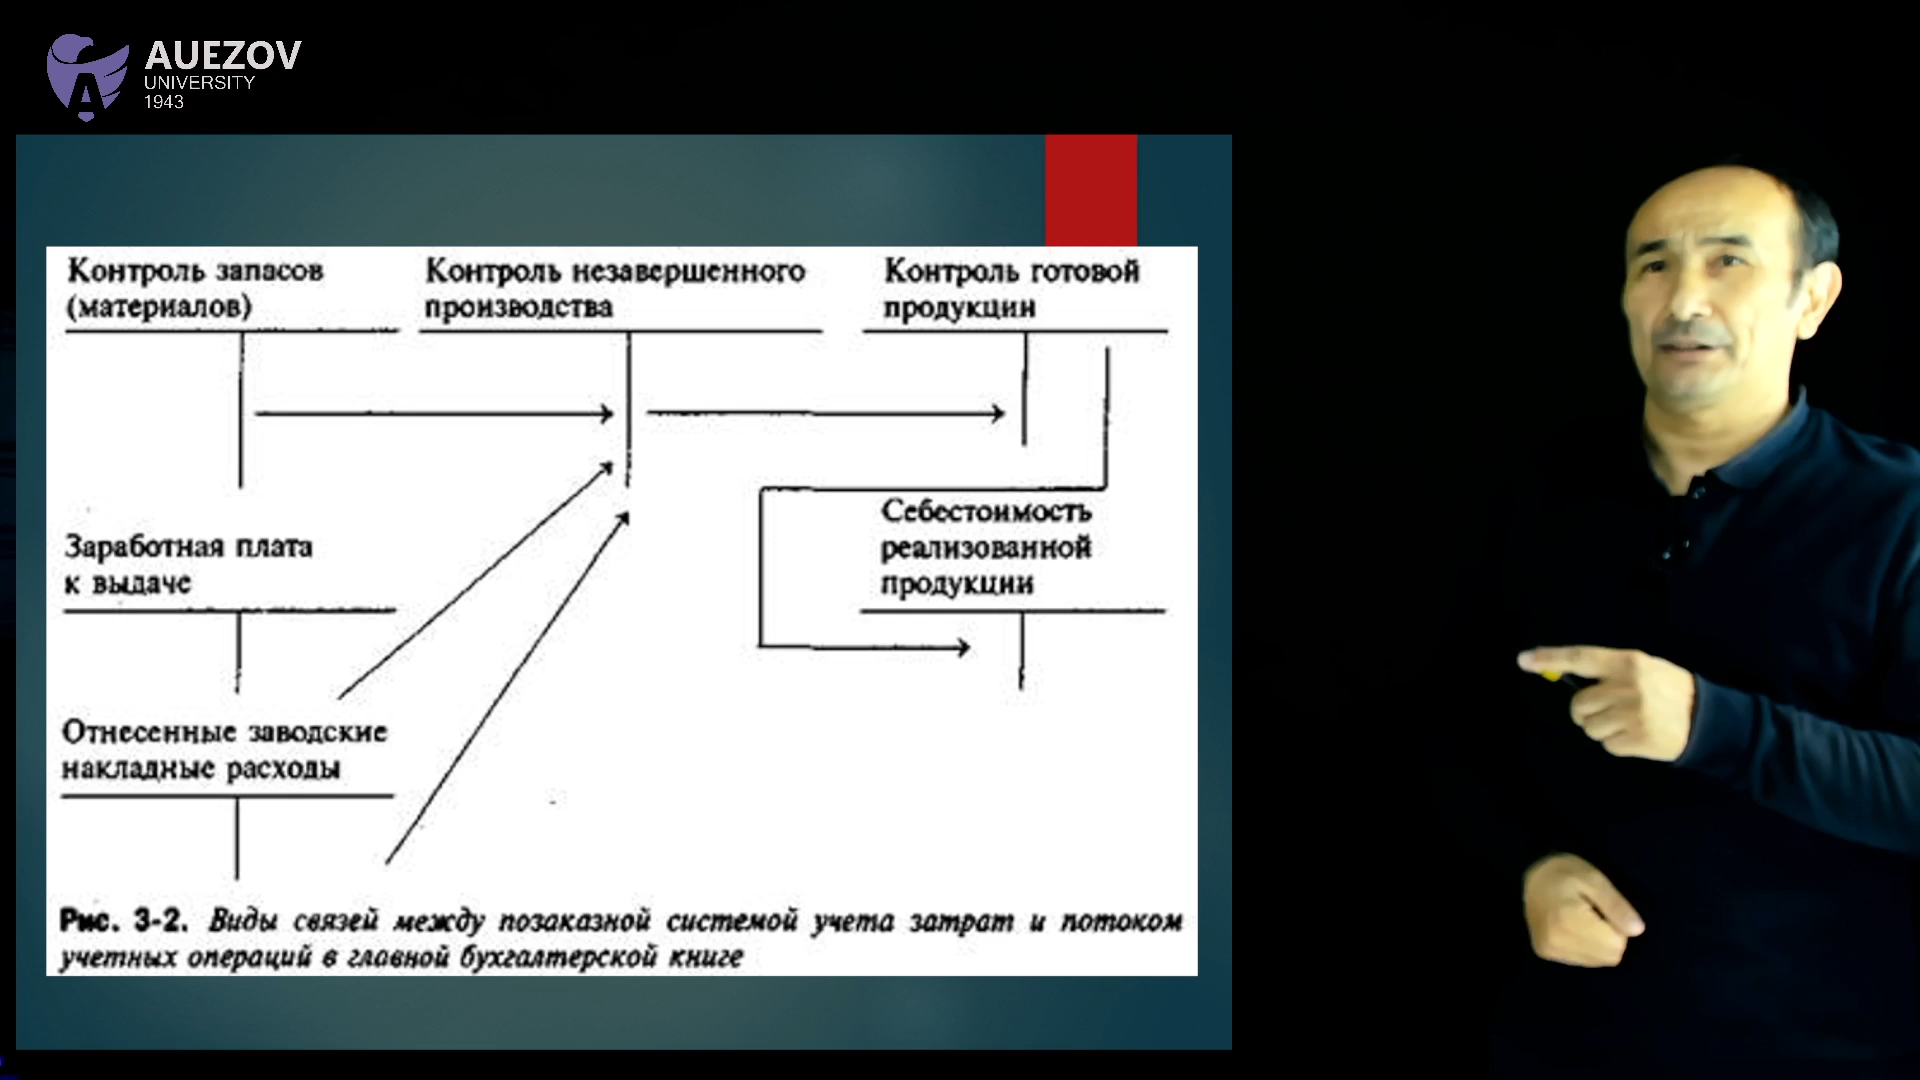 AUEZOV
UNIVERSITY
1943
Контроль запасов
(материалов)
Контроль незавершенного
производства
Контроль готовой
продукции
Заработная плата
к выдаче
Себестоимость
реализованной
продукции
Отнесенные заводские
накладные расходы
Рис. 3-2. Виды связей между позаказной системой учета затрат и потоком
учетных операций в главной бухгалтерской книге